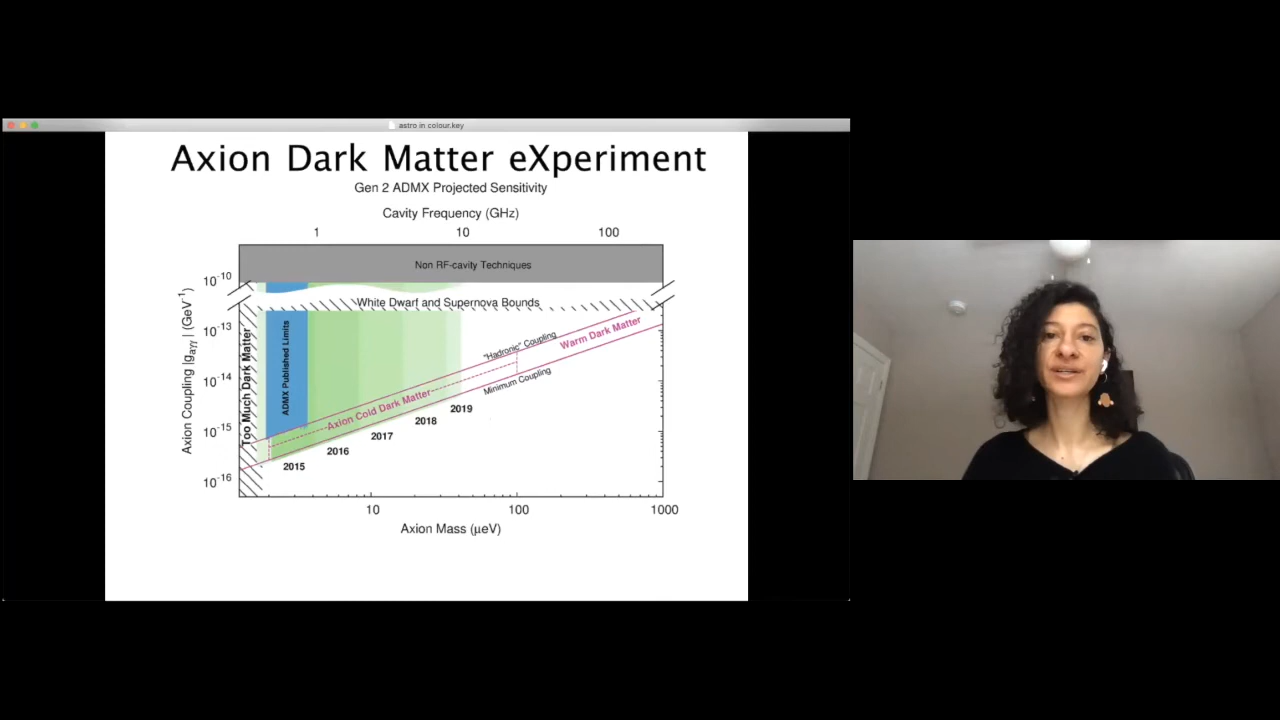 astro in colour.key
Axion Dark Matter eXperiment
Gen 2 ADMX Projected Sensitivity
Cavity Frequency (GHz)
1 10 100
Non RF-cavity Techniques
10-10
White Dwarf and Supernova Bounds
10-13
10-14
10-15
10-16
Axion Coupling |gaγγ| (GeV-1)
Too Much Dark Matter
ADMX Published Limits
"Hadronic" Coupling
Warm Dark Matter
Minimum Coupling
Axion Cold Dark Matter
2019
2018
2017
2016
2015
10 100 1000
Axion Mass (μeV)